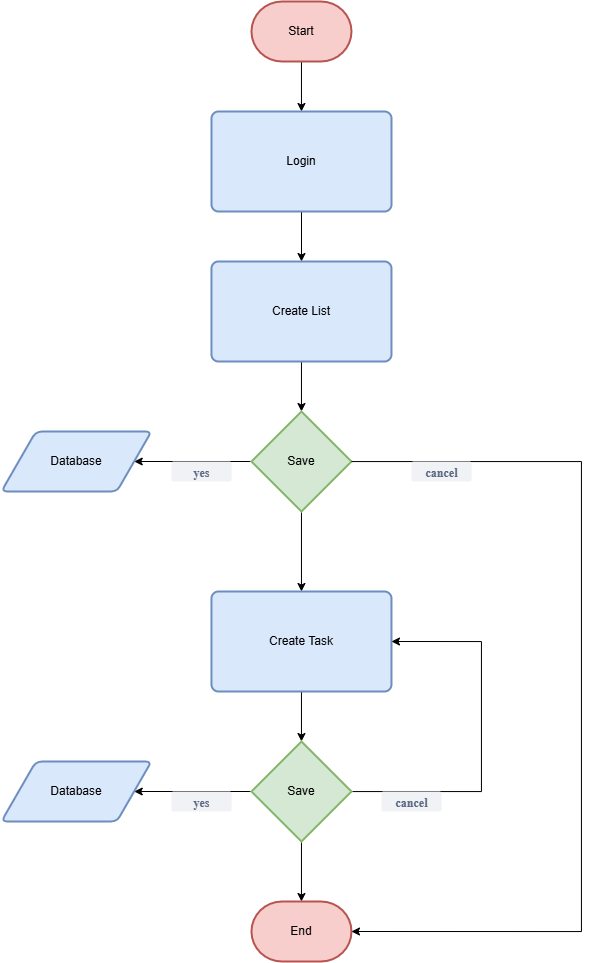 Start
Login
Create List
Database
yes
Save
cancel
Create Task
Database
yes
Save
cancel
End